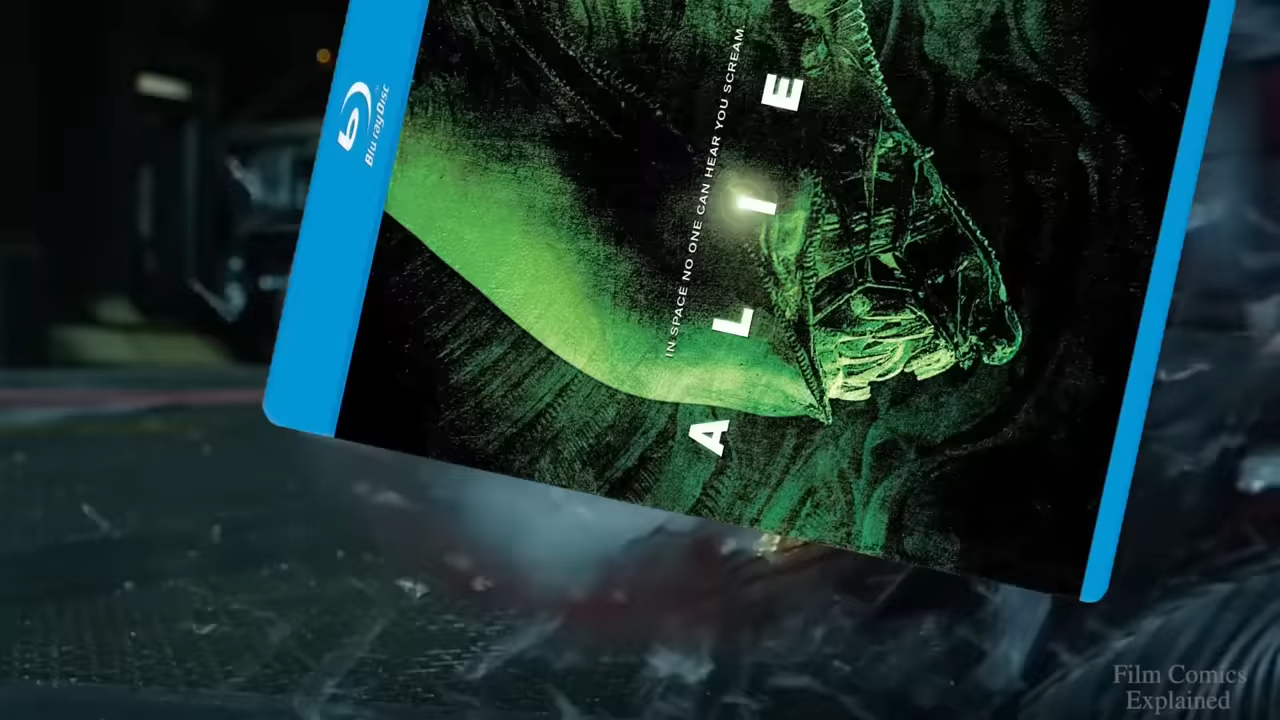 Blu-ray Disc
IN SPACE NO ONE CAN HEAR YOU SCREAM.
A L I E
Film Comics
Explained